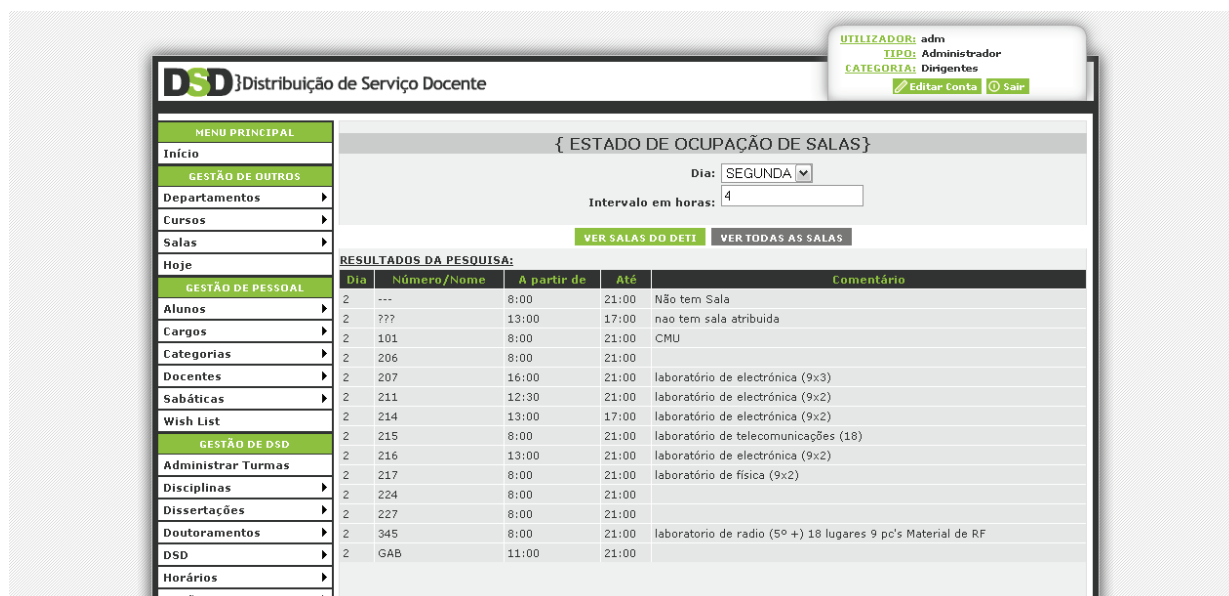 UTILIZADOR: adm
TIPO: Administrador
CATEGORIA: Dirigentes
Editar Conta Sair
DSD }Distribuição de Serviço Docente
MENU PRINCIPAL
Início
GESTÃO DE OUTROS
Departamentos
Cursos
Salas
Hoje
GESTÃO DE PESSOAL
Alunos
Cargos
Categorias
Docentes
Sabáticas
Wish List
GESTÃO DE DSD
Administrar Turmas
Disciplinas
Dissertações
Doutoramentos
DSD
Horários
{ ESTADO DE OCUPAÇÃO DE SALAS}
Dia: SEGUNDA
Intervalo em horas: 4
VER SALAS DO DETI VER TODAS AS SALAS
RESULTADOS DA PESQUISA:
Dia Número/Nome A partir de Até Comentário
2 --- 8:00 21:00 Não tem Sala
2 ??? 13:00 17:00 nao tem sala atribuida
2 101 8:00 21:00 CMU
2 206 8:00 21:00
2 207 16:00 21:00 laboratório de electrónica (9x3)
2 211 12:30 21:00 laboratório de electrónica (9x2)
2 214 13:00 17:00 laboratório de electrónica (9x2)
2 215 8:00 21:00 laboratório de telecomunicações (18)
2 216 13:00 21:00 laboratório de electrónica (9x2)
2 217 8:00 21:00 laboratório de física (9x2)
2 224 8:00 21:00
2 227 8:00 21:00
2 345 8:00 21:00 laboratorio de radio (5º +) 18 lugares 9 pc's Material de RF
2 GAB 11:00 21:00